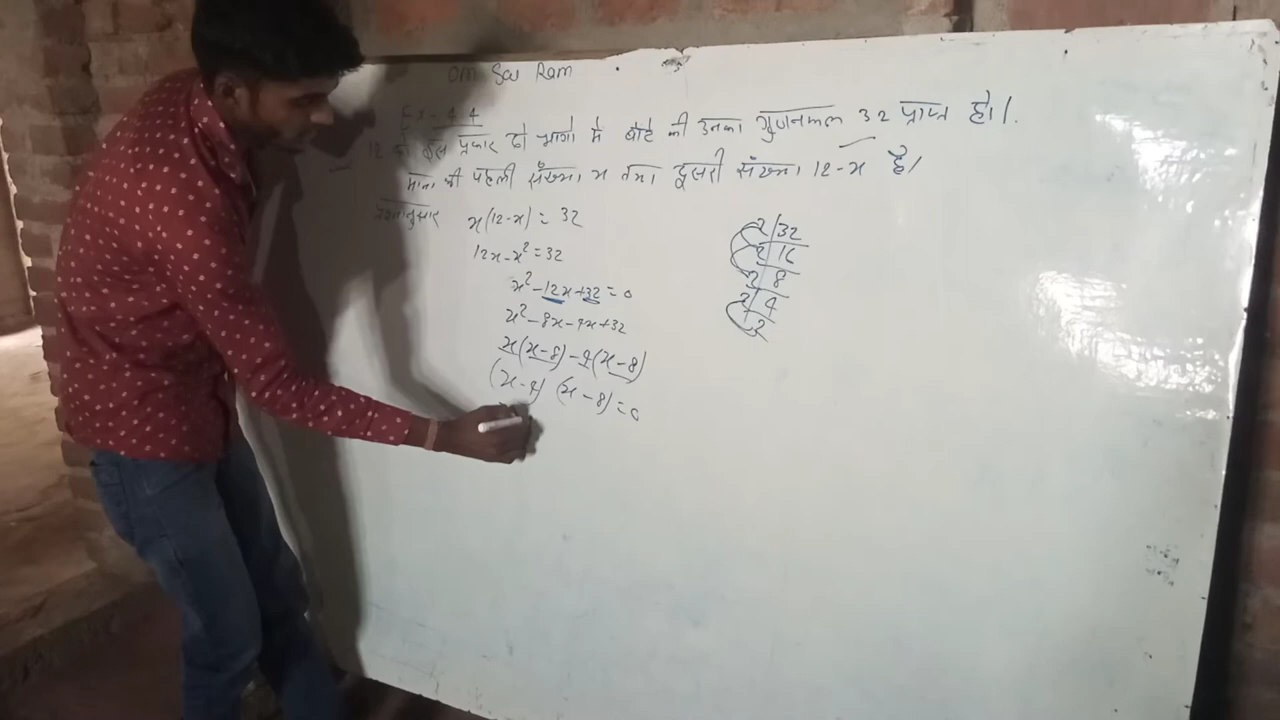 Om Sai Ram
Ex - 4.4
12 को इस प्रकार दो भागो मे बाँटे की उनका गुणनफल 32 प्राप्त हो।
माना की पहली सँख्या x तथा दूसरी सँख्या 12-x है।
प्रश्नानुसार x(12-x) = 32
12x-x²=32
x²-12x+32=0
x²-8x-4x+32
x(x-8)-4(x-8)
(x-4) (x-8)=0
2|32
2|16
2|8
2|4
2